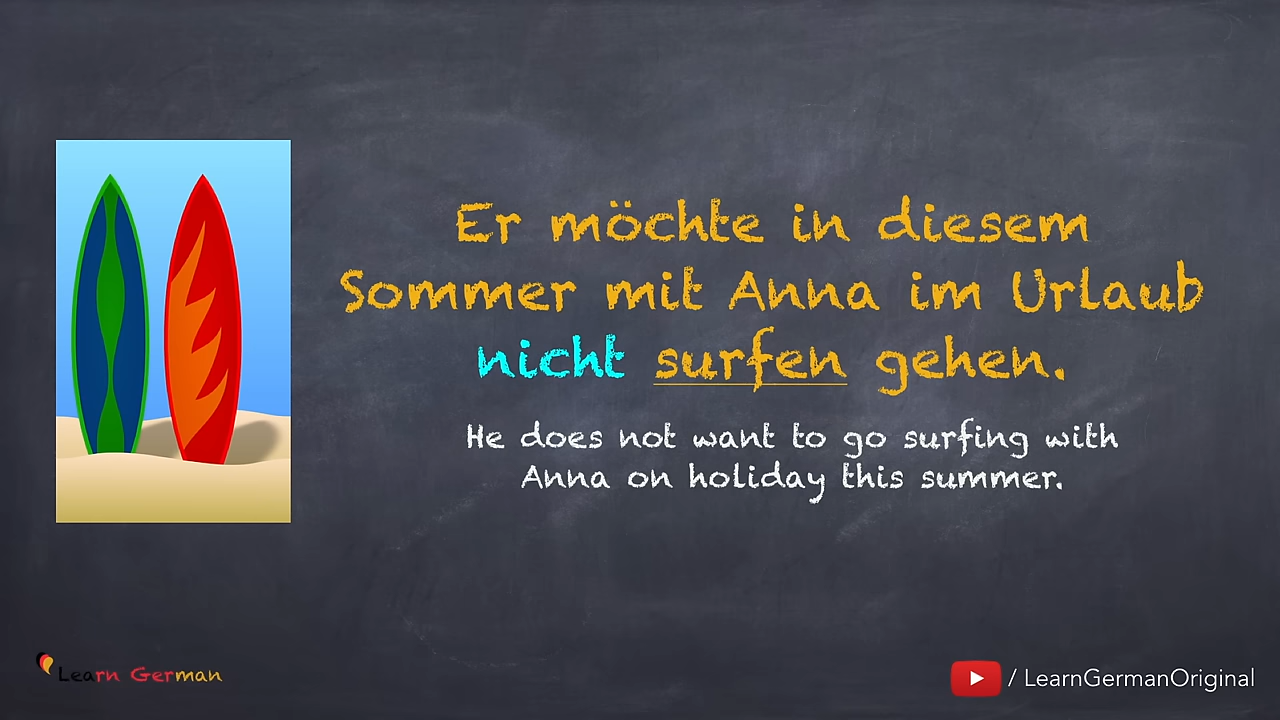 Er möchte in diesem
Sommer mit Anna im Urlaub
nicht surfen gehen.
He does not want to go surfing with
Anna on holiday this summer.
Learn German
/ LearnGermanOriginal